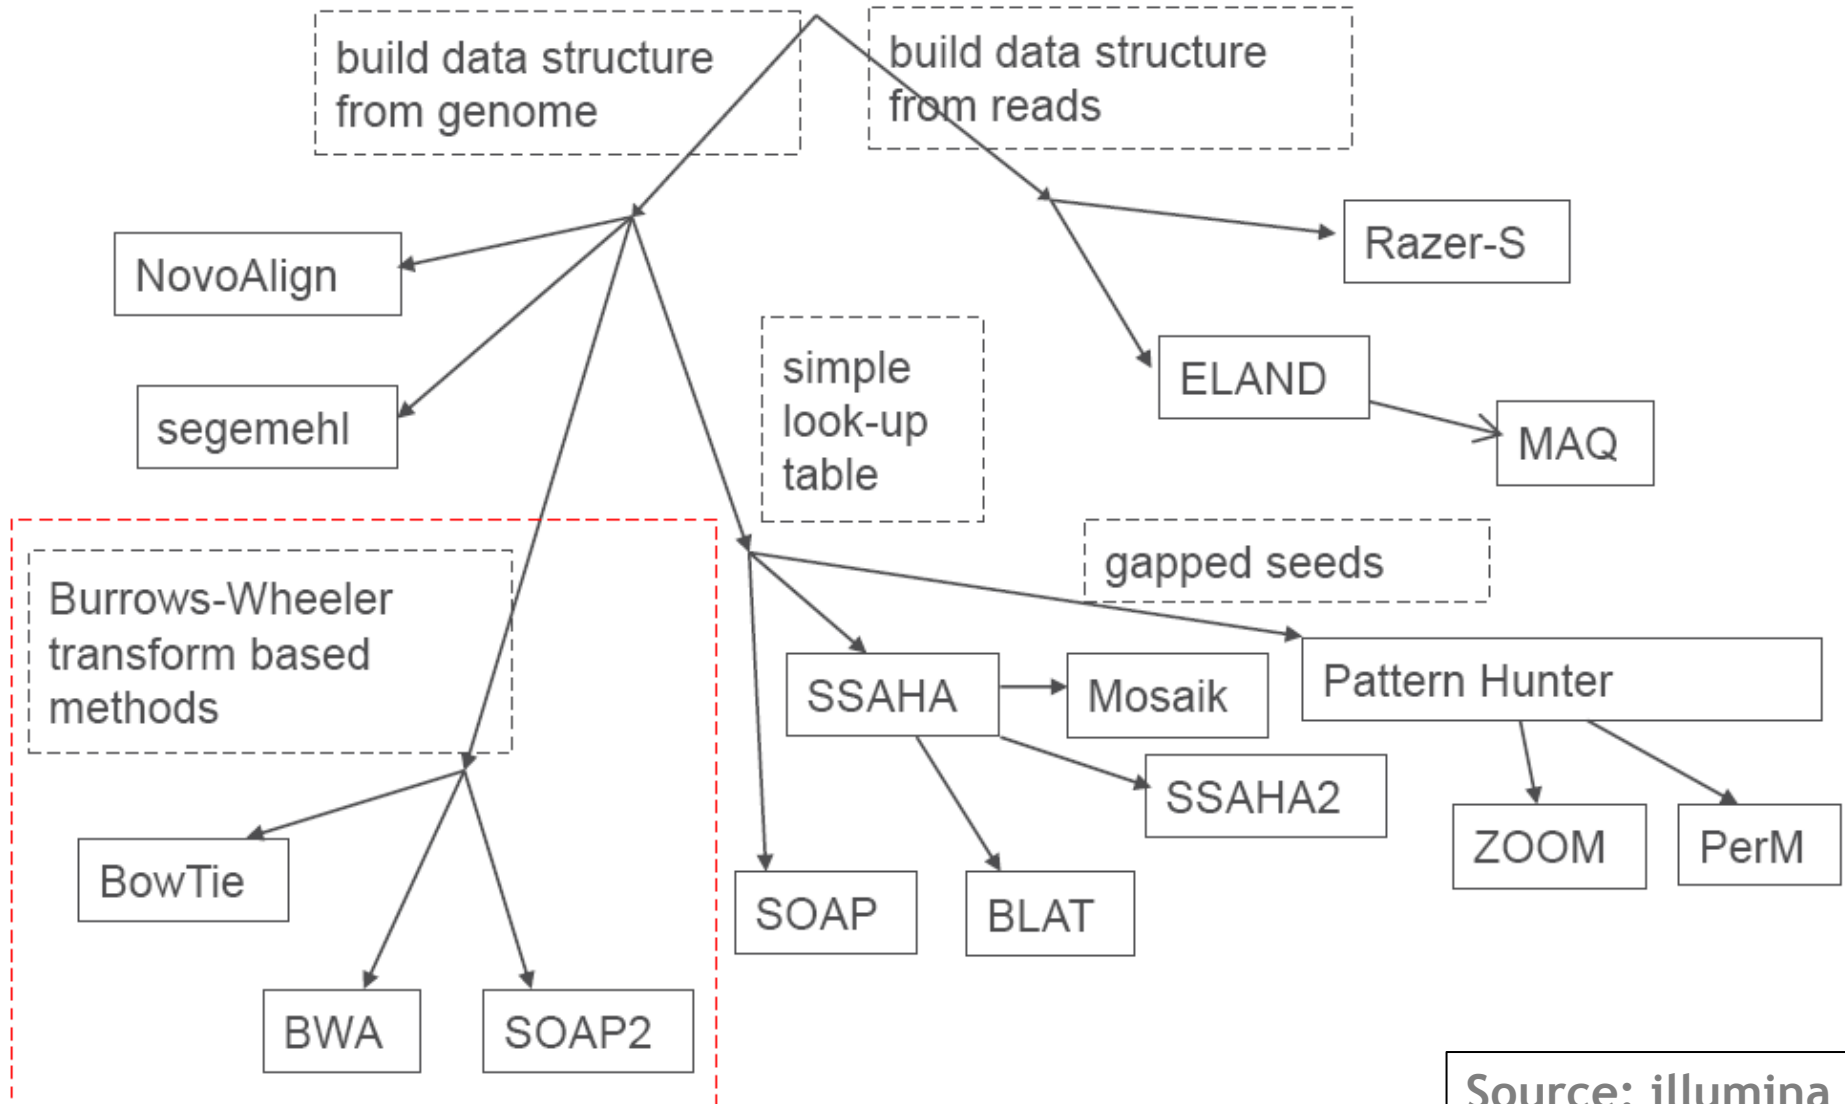 build data structure
from genome
build data structure
from reads
NovoAlign
Razer-S
simple
look-up
table
ELAND
segemehl
MAQ
gapped seeds
Burrows-Wheeler
transform based
methods
SSAHA
Mosaik
Pattern Hunter
SSAHA2
ZOOM
PerM
BowTie
SOAP
BLAT
BWA
SOAP2
Source: illumina